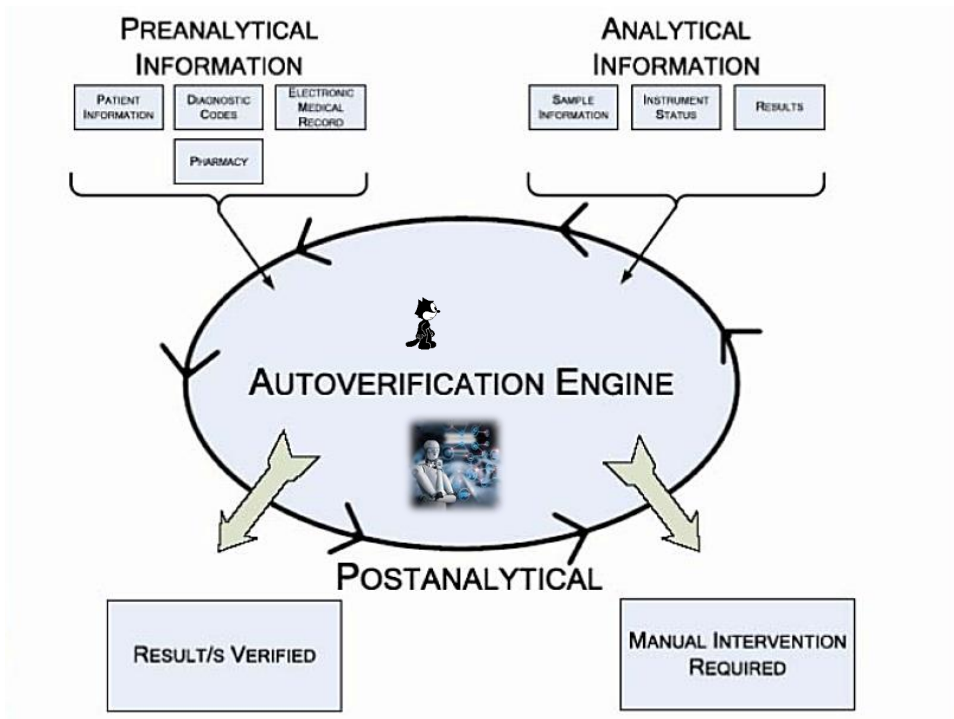 PREANALYTICAL
INFORMATION
PATIENT
INFORMATION
DIAGNOSTIC
CODES
ELECTRONIC
MEDICAL
RECORD
PHARMACY
ANALYTICAL
INFORMATION
SAMPLE
INFORMATION
INSTRUMENT
STATUS
RESULTS
AUTOVERIFICATION ENGINE
POSTANALYTICAL
RESULT/S VERIFIED
MANUAL INTERVENTION
REQUIRED